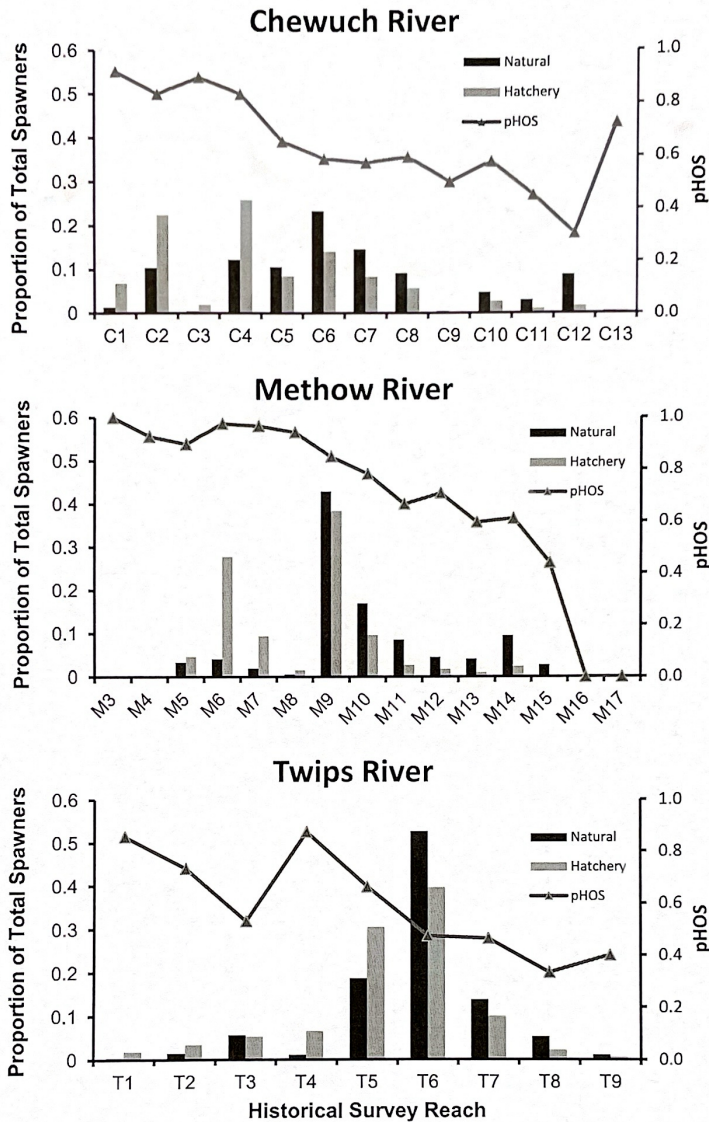 Chewuch River
Proportion of Total Spawners
0.6
0.5
0.4
0.3
0.2
0.1
0
Natural
Hatchery
pHOS
1.0
0.8
0.6
0.4
0.2
0.0
pHOS
C1 C2 C3 C4 C5 C6 C7 C8 C9 C10 C11 C12 C13
Methow River
Proportion of Total Spawners
0.6
0.5
0.4
0.3
0.2
0.1
0
Natural
Hatchery
pHOS
1.0
0.8
0.6
0.4
0.2
0.0
pHOS
M3 M4 M5 M6 M7 M8 M9 M10 M11 M12 M13 M14 M15 M16 M17
Twips River
Proportion of Total Spawners
0.6
0.5
0.4
0.3
0.2
0.1
0
Natural
Hatchery
pHOS
1.0
0.8
0.6
0.4
0.2
0.0
pHOS
T1 T2 T3 T4 T5 T6 T7 T8 T9
Historical Survey Reach